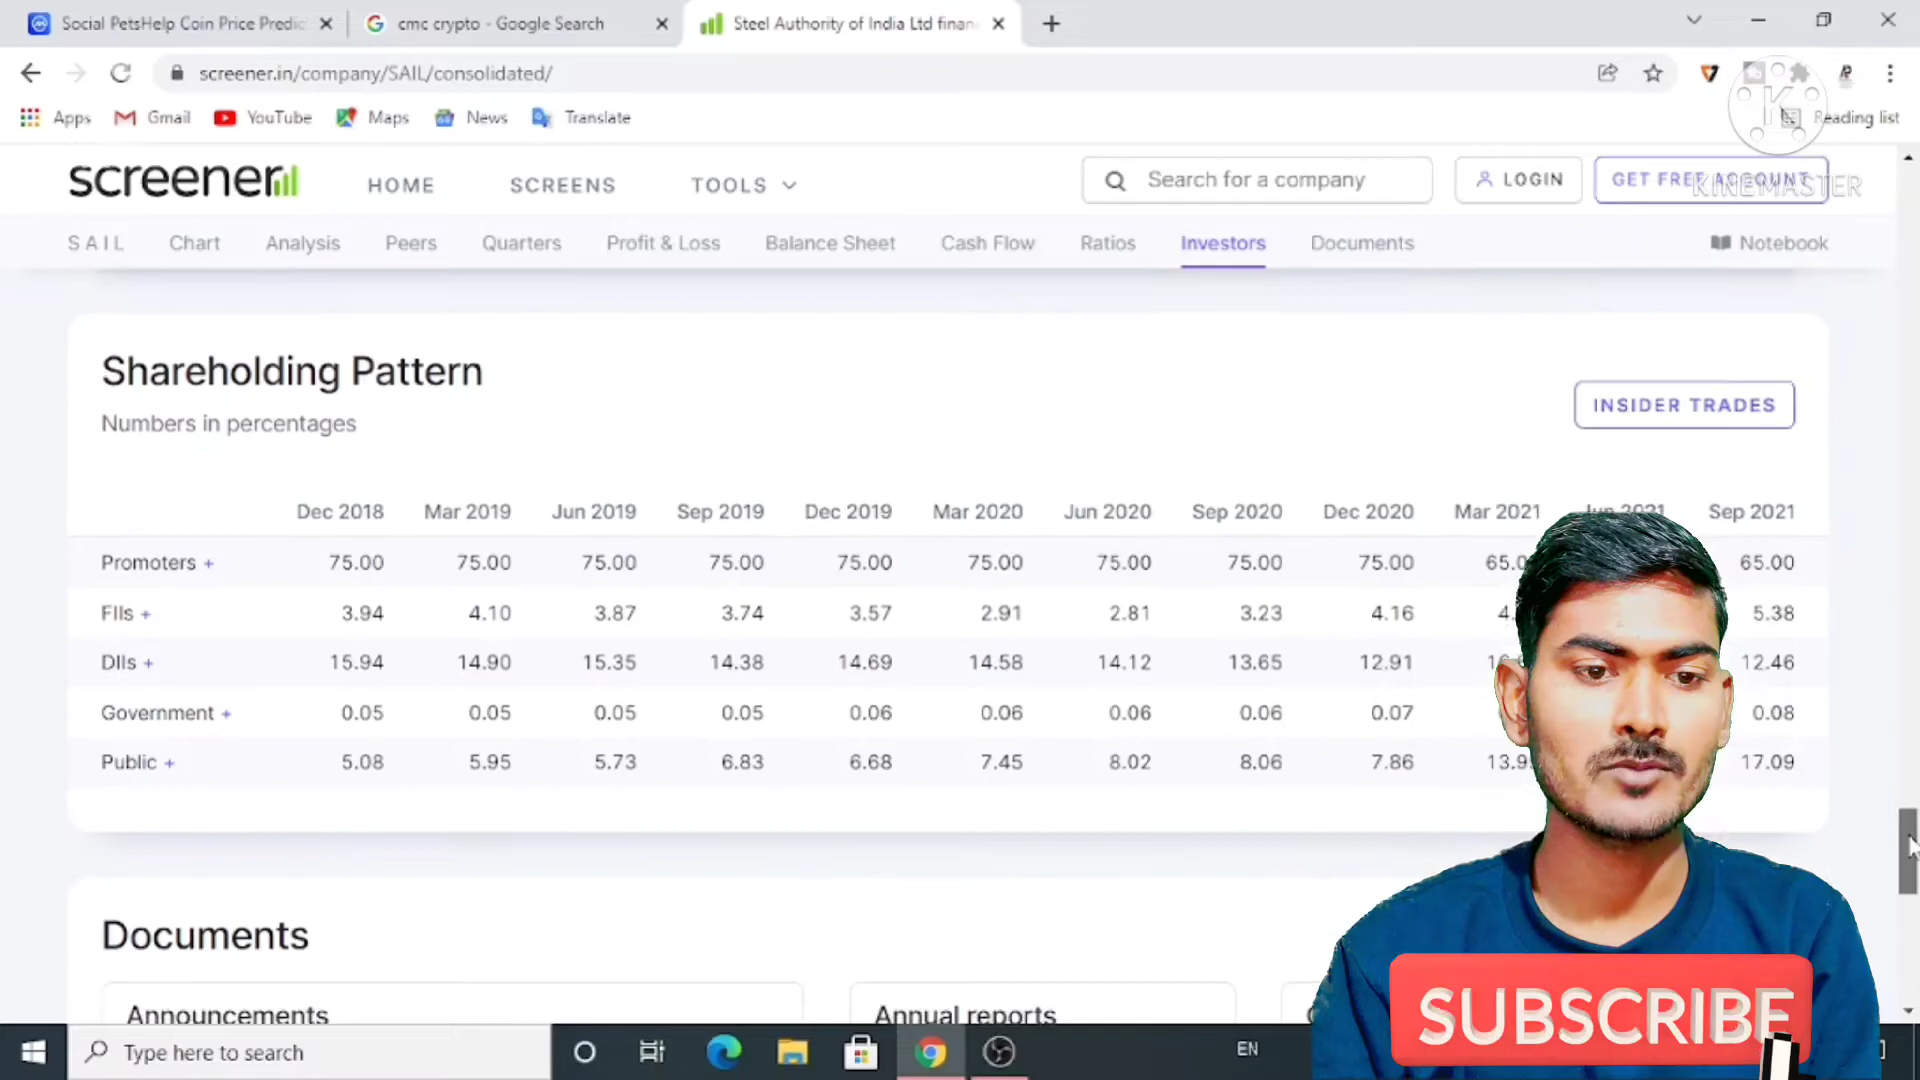 Social PetsHelp Coin Price Predic
cmc crypto - Google Search
Steel Authority of India Ltd finan
screener.in/company/SAIL/consolidated/
Apps Gmail YouTube Maps News Translate Reading list
screener HOME SCREENS TOOLS Search for a company LOGIN GET FREE ACCOUNT
KINEMASTER
SAIL Chart Analysis Peers Quarters Profit & Loss Balance Sheet Cash Flow Ratios Investors Documents Notebook
Shareholding Pattern
Numbers in percentages
INSIDER TRADES
Dec 2018 Mar 2019 Jun 2019 Sep 2019 Dec 2019 Mar 2020 Jun 2020 Sep 2020 Dec 2020 Mar 2021 Jun 2021 Sep 2021
Promoters + 75.00 75.00 75.00 75.00 75.00 75.00 75.00 75.00 75.00 65.00
FIIs + 3.94 4.10 3.87 3.74 3.57 2.91 2.81 3.23 4.16 5.38
DIIs + 15.94 14.90 15.35 14.38 14.69 14.58 14.12 13.65 12.91 12.46
Government + 0.05 0.05 0.05 0.05 0.06 0.06 0.06 0.06 0.07 0.08
Public + 5.08 5.95 5.73 6.83 6.68 7.45 8.02 8.06 7.86 17.09
Documents
Announcements
Annual reports
SUBSCRIBE
Type here to search
EN